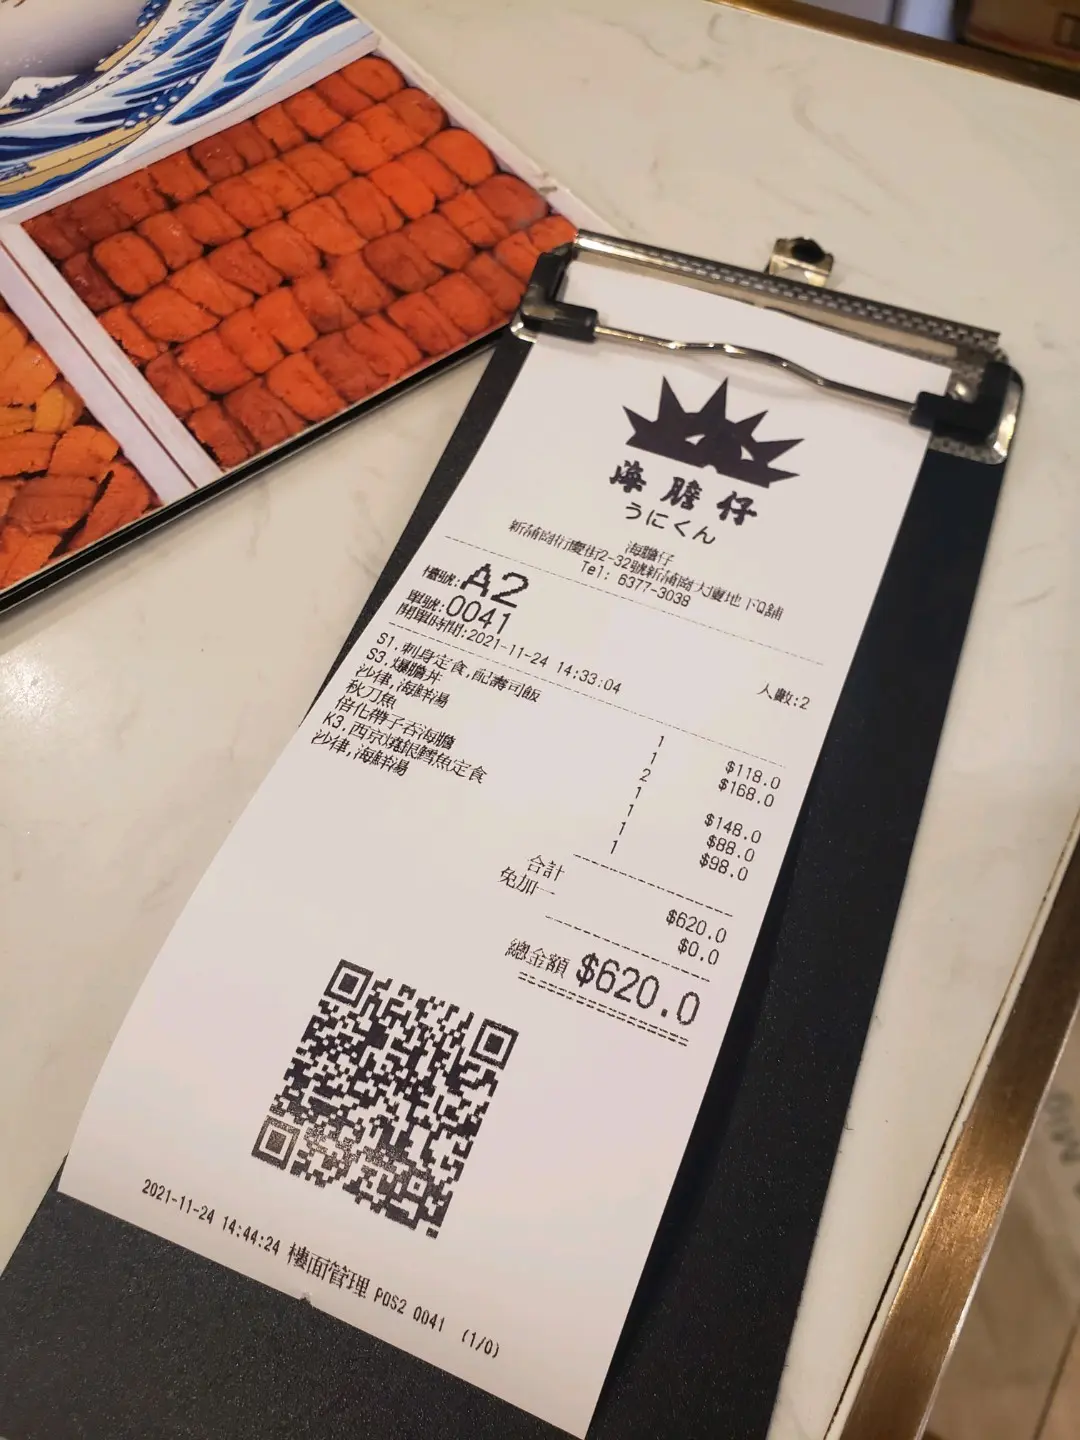 海膽仔
うにくん
海膽仔
新蒲崗衍慶街2-32號新蒲崗大廈地下Q舖
Tel: 6377-3038
檯號:A2
單號:0041
開單時間:2021-11-24 14:33:04
人數:2
S1.刺身定食,配壽司飯 1 $118.0
S3.爆膽丼 1 $168.0
沙律,海鮮湯 2
秋刀魚 1 $148.0
倍化帶子吞海膽 1 $88.0
K3.西京燒銀鱈魚定食 1 $98.0
沙律,海鮮湯 1
合計 $620.0
免加一 $0.0
總金額 $620.0
2021-11-24 14:44:24 樓面管理 POS2 0041 (1/0)